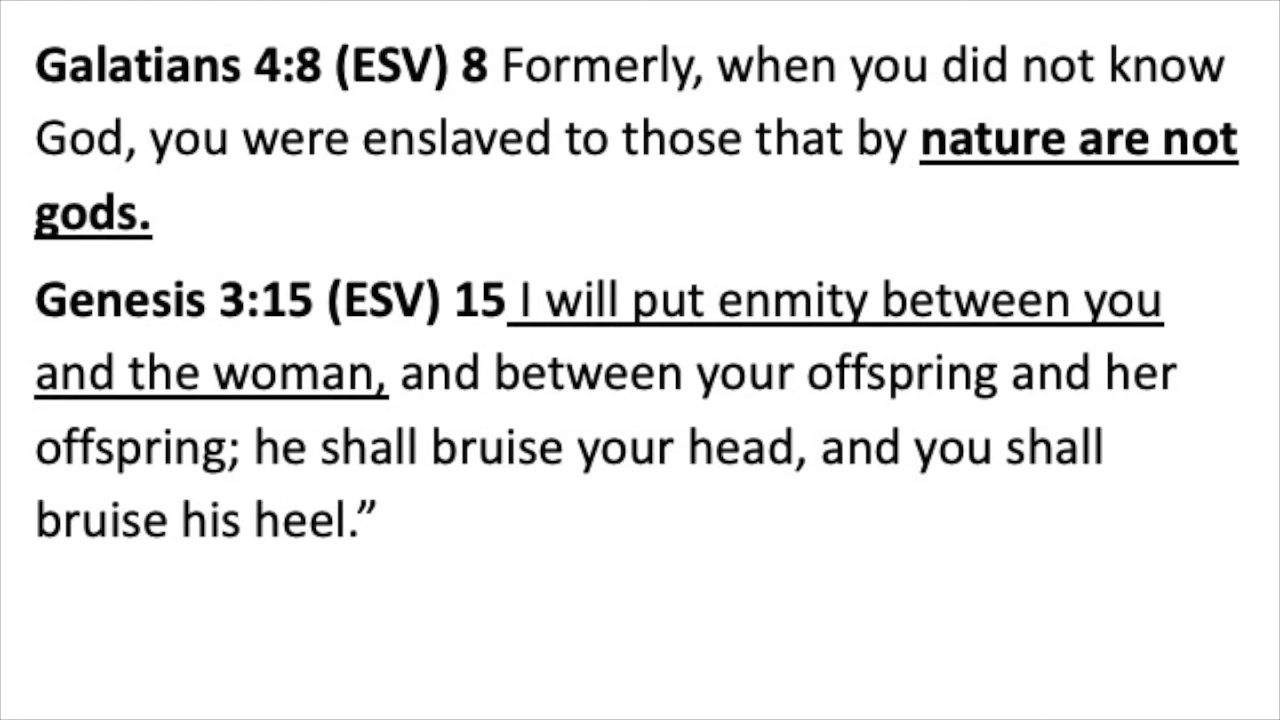 Galatians 4:8 (ESV) 8 Formerly, when you did not know
God, you were enslaved to those that by nature are not
gods.
Genesis 3:15 (ESV) 15 I will put enmity between you
and the woman, and between your offspring and her
offspring; he shall bruise your head, and you shall
bruise his heel.”